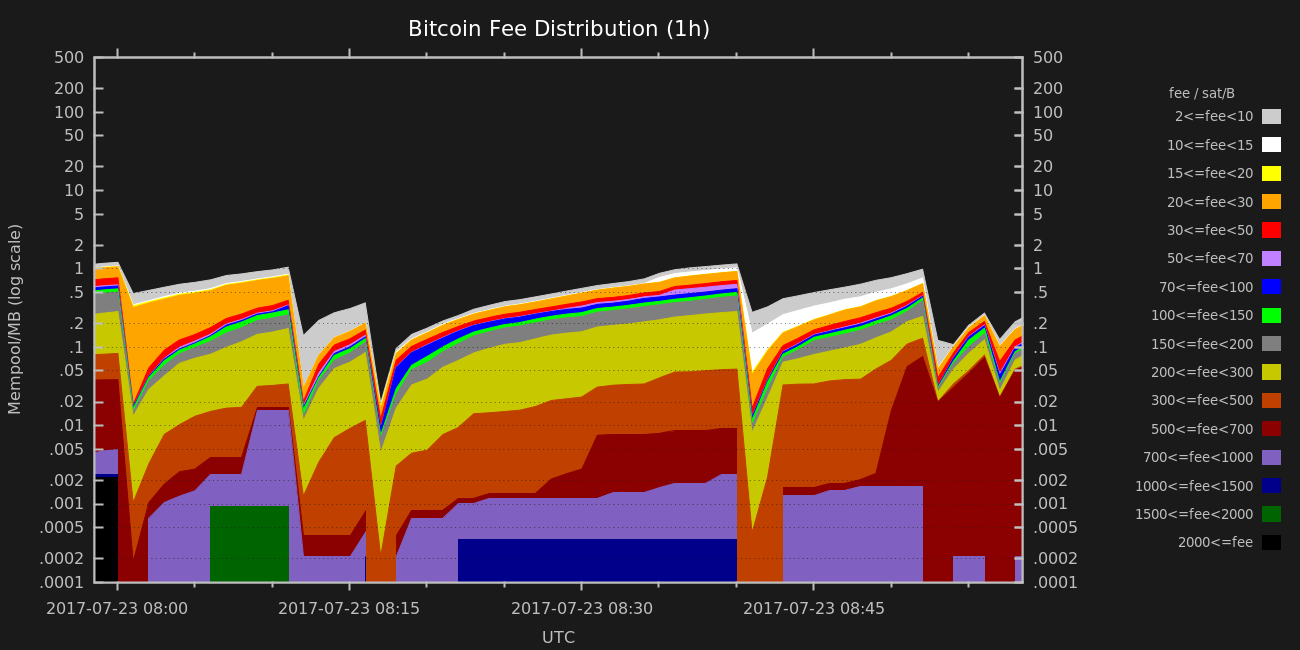 Bitcoin Fee Distribution (1h)
Mempool/MB (log scale)
500
200
100
50
20
10
5
2
1
.5
.2
.1
.05
.02
.01
.005
.002
.001
.0005
.0002
.0001
500
200
100
50
20
10
5
2
1
.5
.2
.1
.05
.02
.01
.005
.002
.001
.0005
.0002
.0001
2017-07-23 08:00 2017-07-23 08:15 2017-07-23 08:30 2017-07-23 08:45
UTC
fee / sat/B
2<=fee<10
10<=fee<15
15<=fee<20
20<=fee<30
30<=fee<50
50<=fee<70
70<=fee<100
100<=fee<150
150<=fee<200
200<=fee<300
300<=fee<500
500<=fee<700
700<=fee<1000
1000<=fee<1500
1500<=fee<2000
2000<=fee